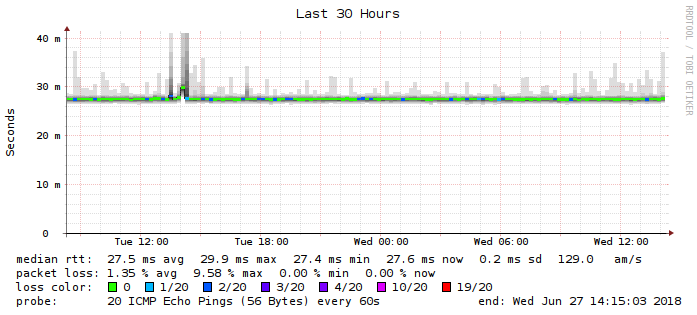 Last 30 Hours
RRDTOOL / TOBI OETIKER
Seconds
40 m
30 m
20 m
10 m
0
Tue 12:00 Tue 18:00 Wed 00:00 Wed 06:00 Wed 12:00
median rtt: 27.5 ms avg 29.9 ms max 27.4 ms min 27.6 ms now 0.2 ms sd 129.0 am/s
packet loss: 1.35 % avg 9.58 % max 0.00 % min 0.00 % now
loss color: 0 1/20 2/20 3/20 4/20 10/20 19/20
probe: 20 ICMP Echo Pings (56 Bytes) every 60s end: Wed Jun 27 14:15:03 2018